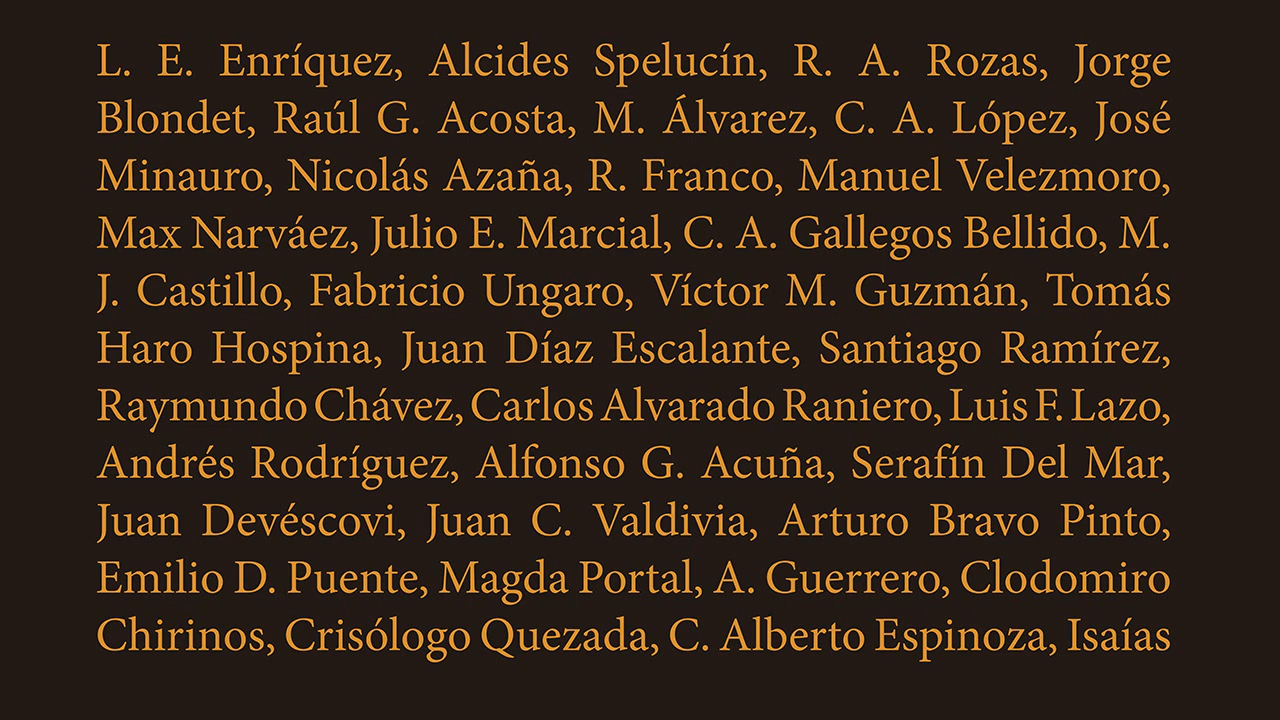 L. E. Enríquez, Alcides Spelucín, R. A. Rozas, Jorge
Blondet, Raúl G. Acosta, M. Álvarez, C. A. López, José
Minauro, Nicolás Azaña, R. Franco, Manuel Velezmoro,
Max Narváez, Julio E. Marcial, C. A. Gallegos Bellido, M.
J. Castillo, Fabricio Ungaro, Víctor M. Guzmán, Tomás
Haro Hospina, Juan Díaz Escalante, Santiago Ramírez,
Raymundo Chávez, Carlos Alvarado Raniero, Luis F. Lazo,
Andrés Rodríguez, Alfonso G. Acuña, Serafín Del Mar,
Juan Devéscovi, Juan C. Valdivia, Arturo Bravo Pinto,
Emilio D. Puente, Magda Portal, A. Guerrero, Clodomiro
Chirinos, Crisólogo Quezada, C. Alberto Espinoza, Isaías